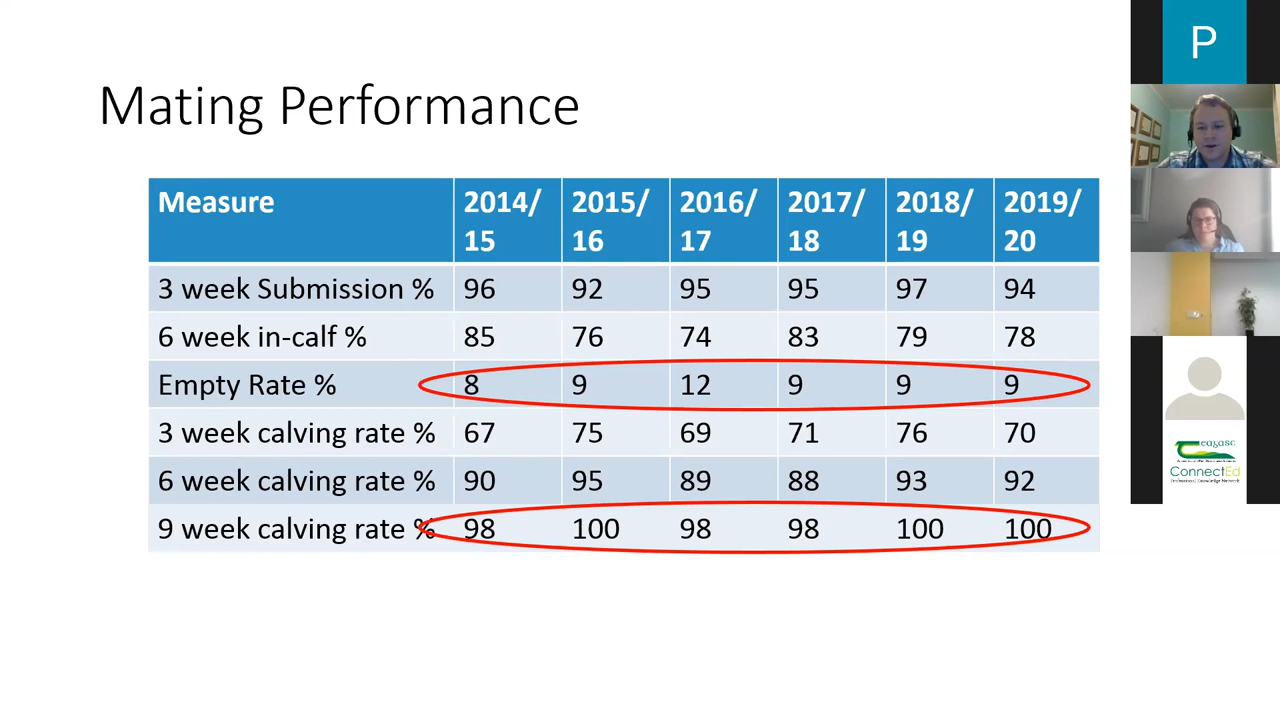 Mating Performance
Measure 2014/15 2015/16 2016/17 2017/18 2018/19 2019/20
3 week Submission % 96 92 95 95 97 94
6 week in-calf % 85 76 74 83 79 78
Empty Rate % 8 9 12 9 9 9
3 week calving rate % 67 75 69 71 76 70
6 week calving rate % 90 95 89 88 93 92
9 week calving rate % 98 100 98 98 100 100
P
eagasc
ConnectEd